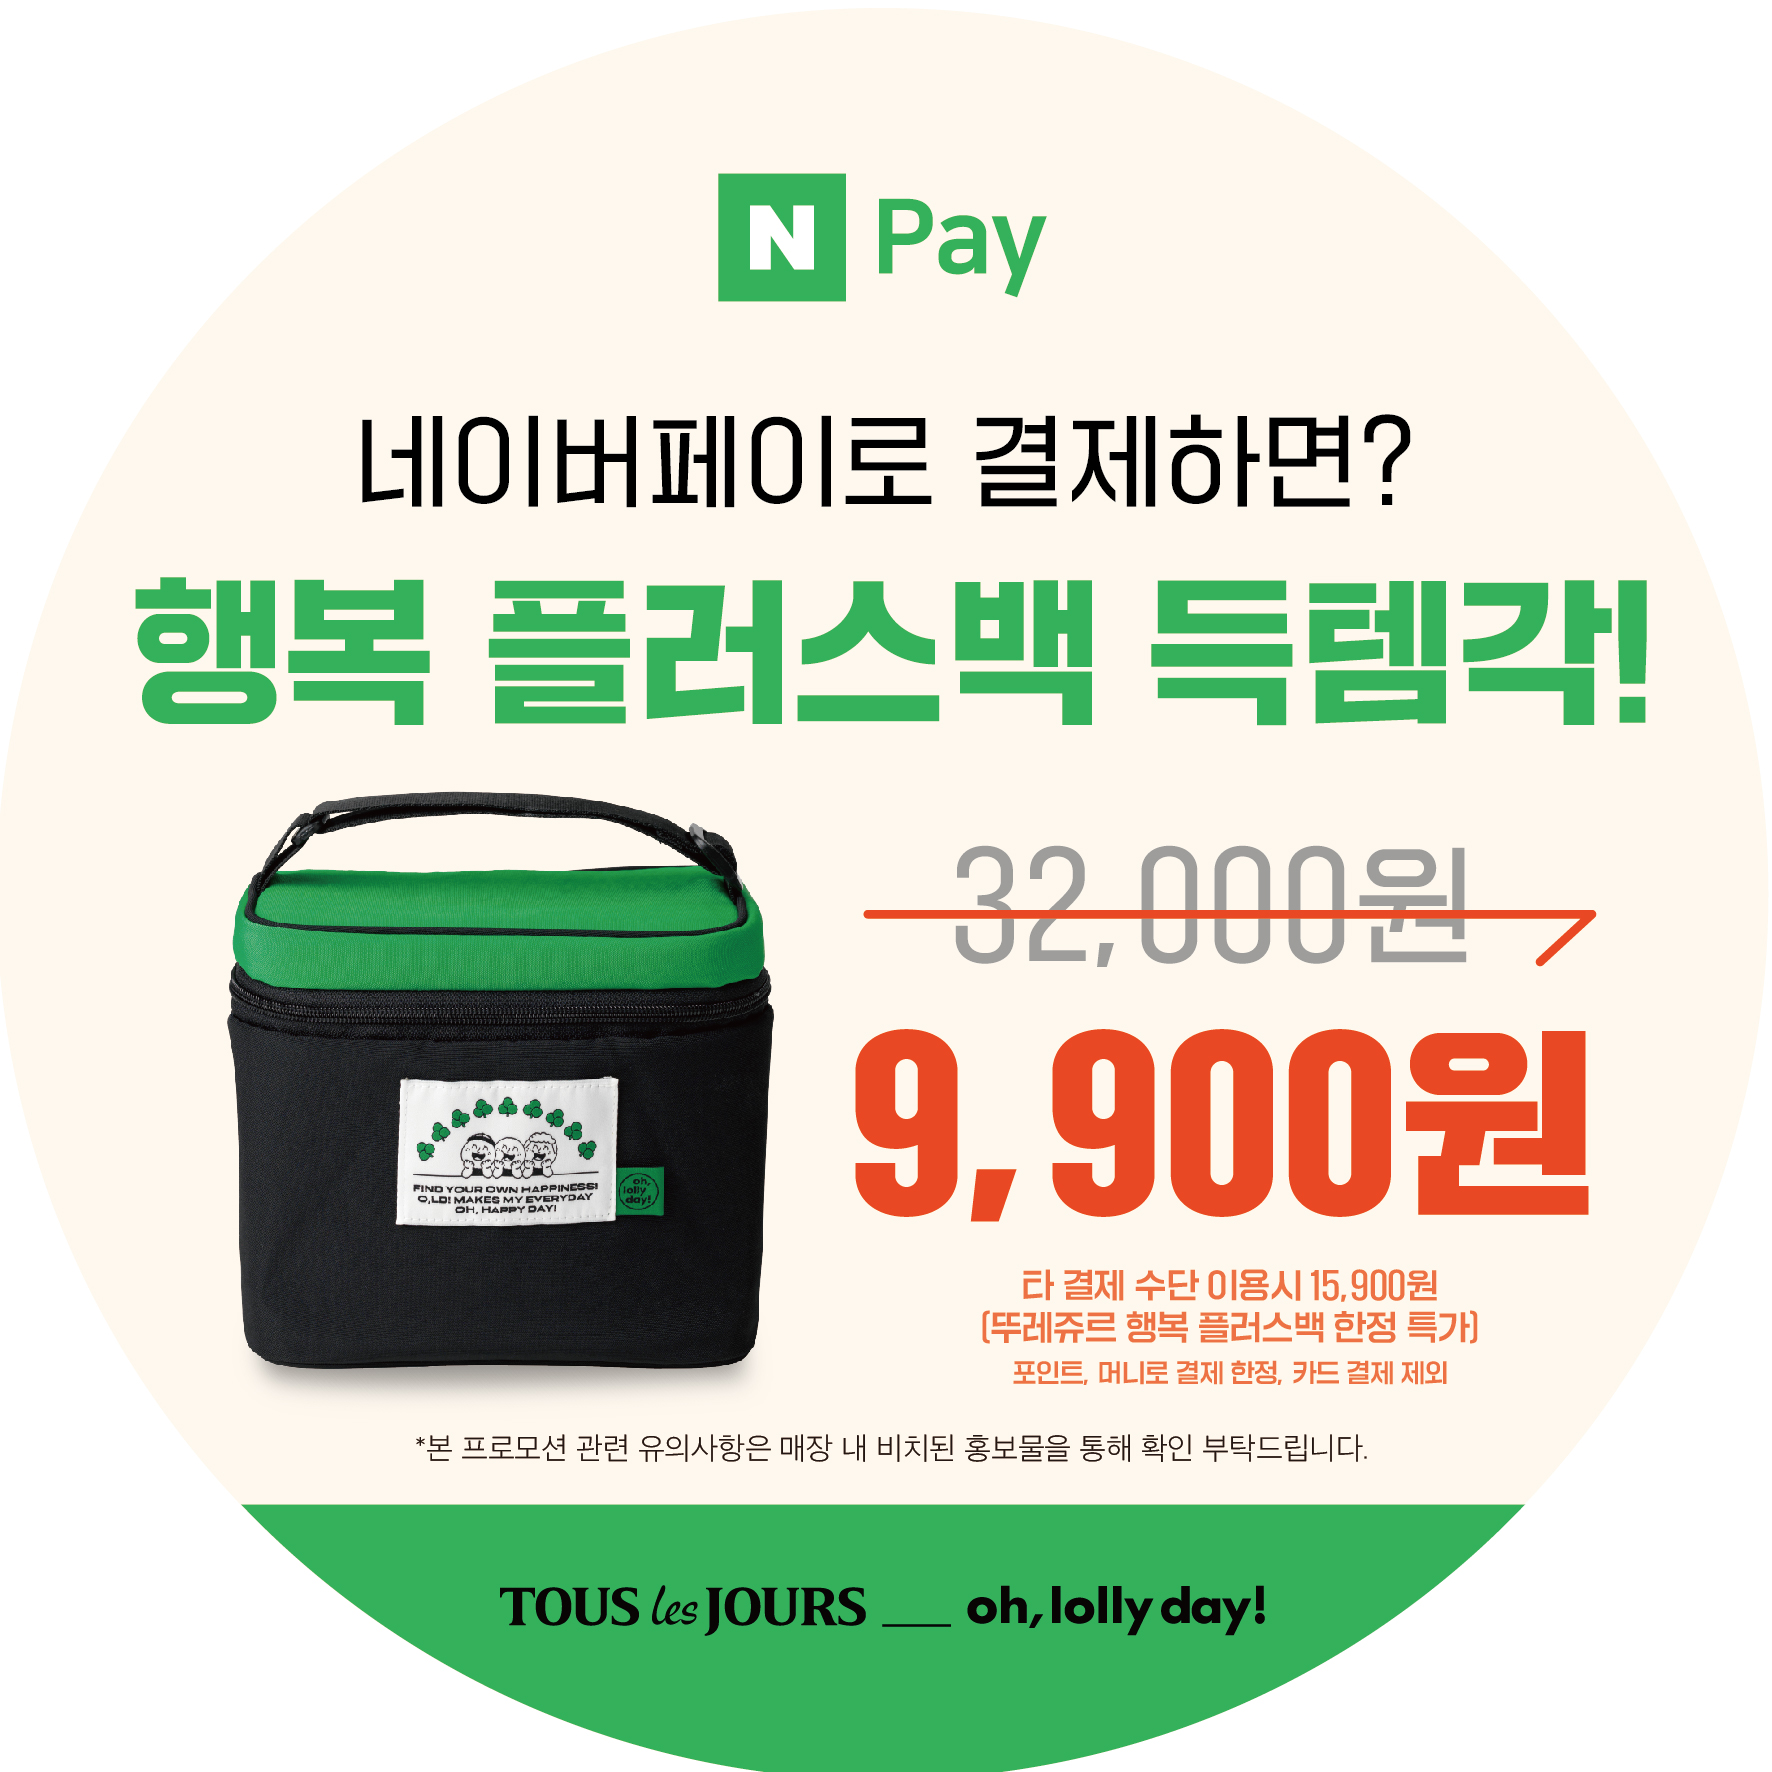 N Pay
네이버페이로 결제하면?
행복 플러스백 득템각!
32,000원
9,900원
FIND YOUR OWN HAPPINESS!
O,LD! MAKES MY EVERYDAY
OH, HAPPY DAY!
oh,
lolly
day!
타 결제 수단 이용시 15,900원
(뚜레쥬르 행복 플러스백 한정 특가)
포인트, 머니로 결제 한정, 카드 결제 제외
*본 프로모션 관련 유의사항은 매장 내 비치된 홍보물을 통해 확인 부탁드립니다.
TOUS les JOURS __ oh, lolly day!